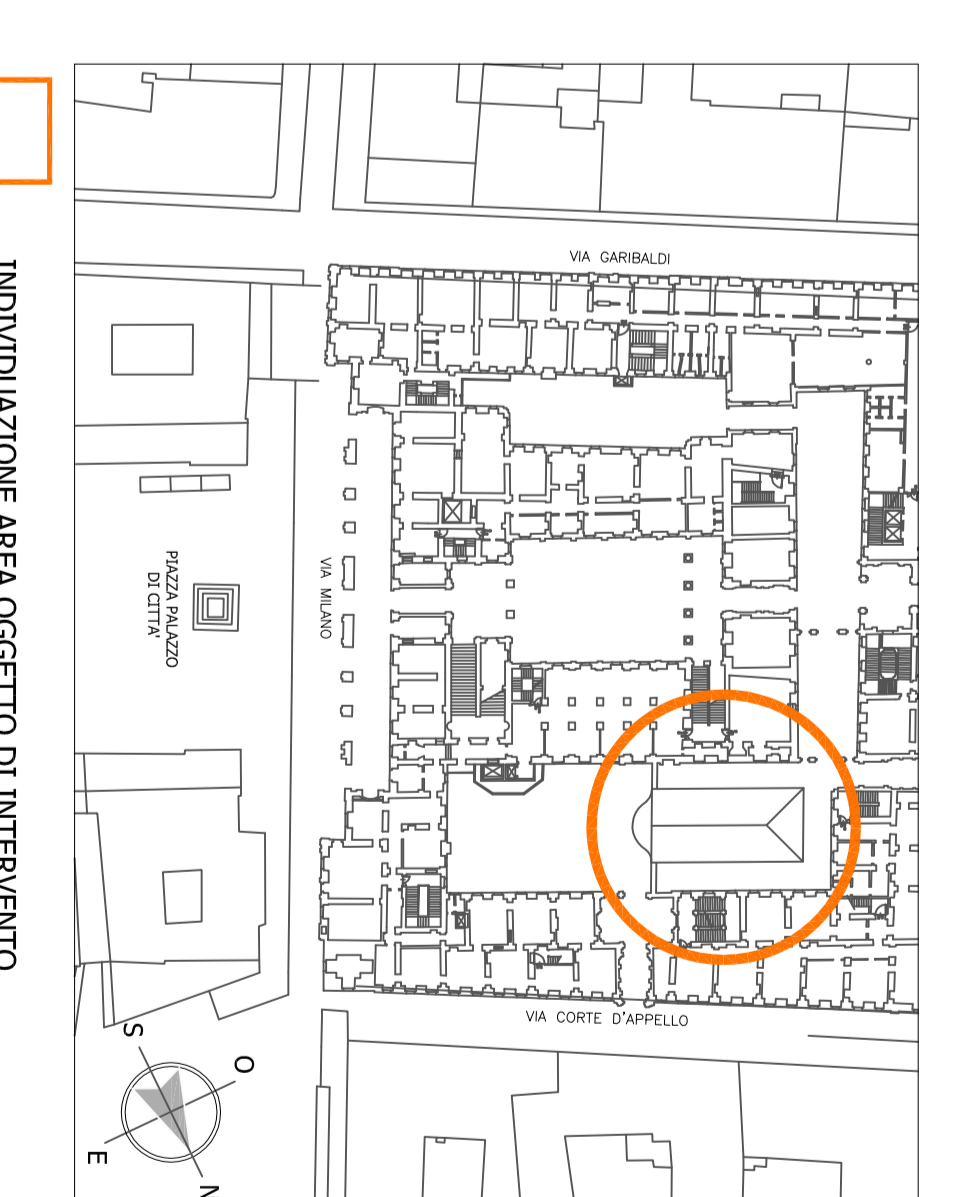 VIA GARIBALDI
PIAZZA PALAZZO
DI CITTA'
VIA MILANO
VIA CORTE D'APPELLO
S
O
E
N
INDIVIDUAZIONE AREA OGGETTO DI INTERVENTO